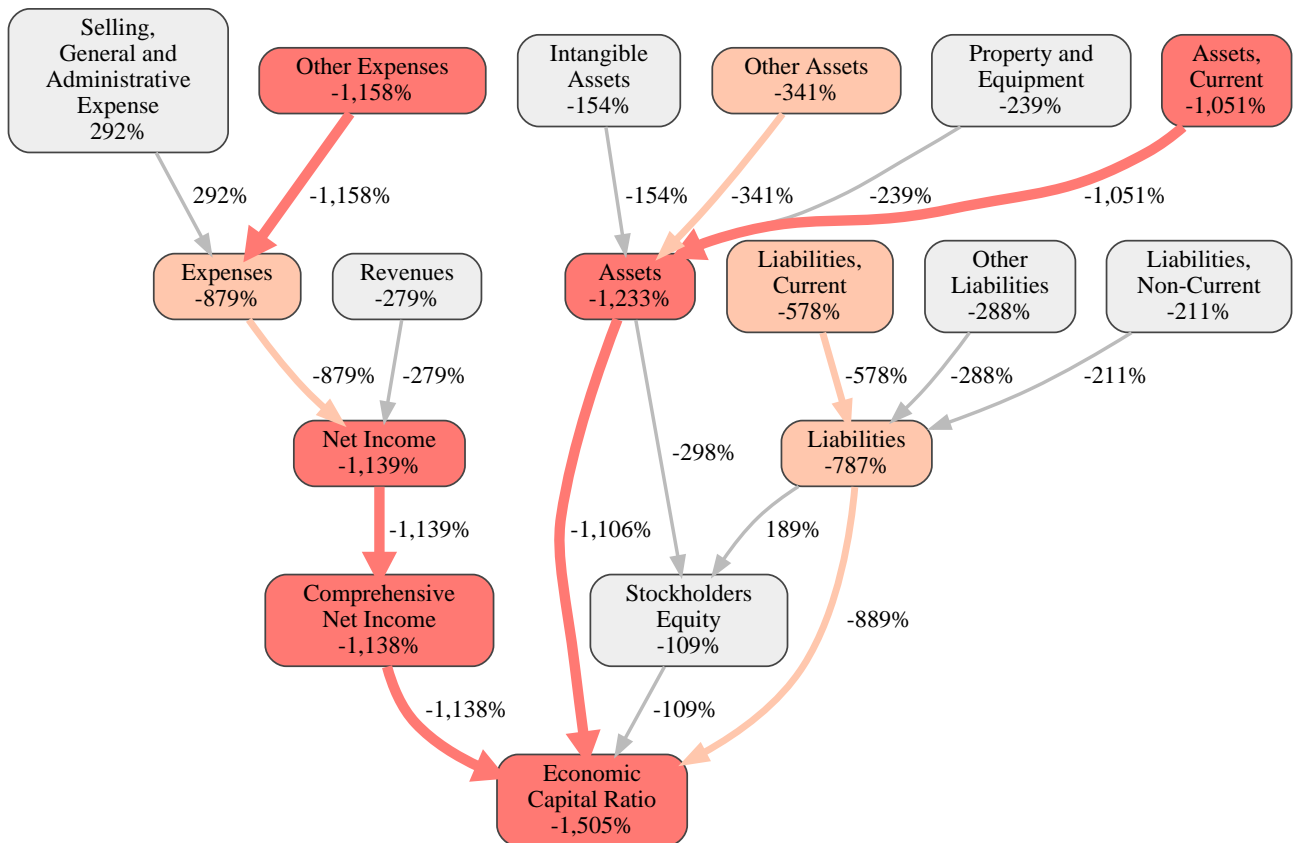 Selling,
General and
Administrative
Expense
292%
Other Expenses
-1,158%
Intangible
Assets
-154%
Other Assets
-341%
Property and
Equipment
-239%
Assets,
Current
-1,051%
292%
-1,158%
-154%
-341%
-239%
-1,051%
Expenses
-879%
Revenues
-279%
Assets
-1,233%
Liabilities,
Current
-578%
Other
Liabilities
-288%
Liabilities,
Non-Current
-211%
-879%
-279%
-578%
-288%
-211%
Net Income
-1,139%
-298%
Liabilities
-787%
-1,139%
-1,106%
189%
Comprehensive
Net Income
-1,138%
Stockholders
Equity
-109%
-889%
-1,138%
-109%
Economic
Capital Ratio
-1,505%